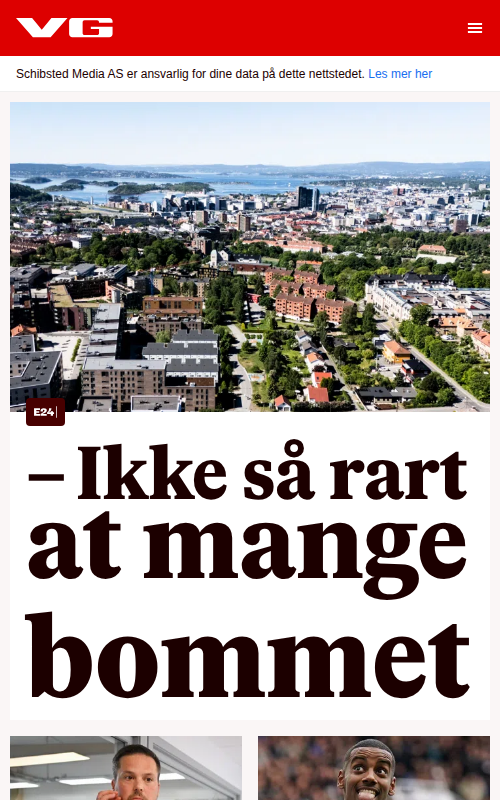 VG
Schibsted Media AS er ansvarlig for dine data på dette nettstedet. Les mer her
E24
– Ikke så rart
at mange
bommet